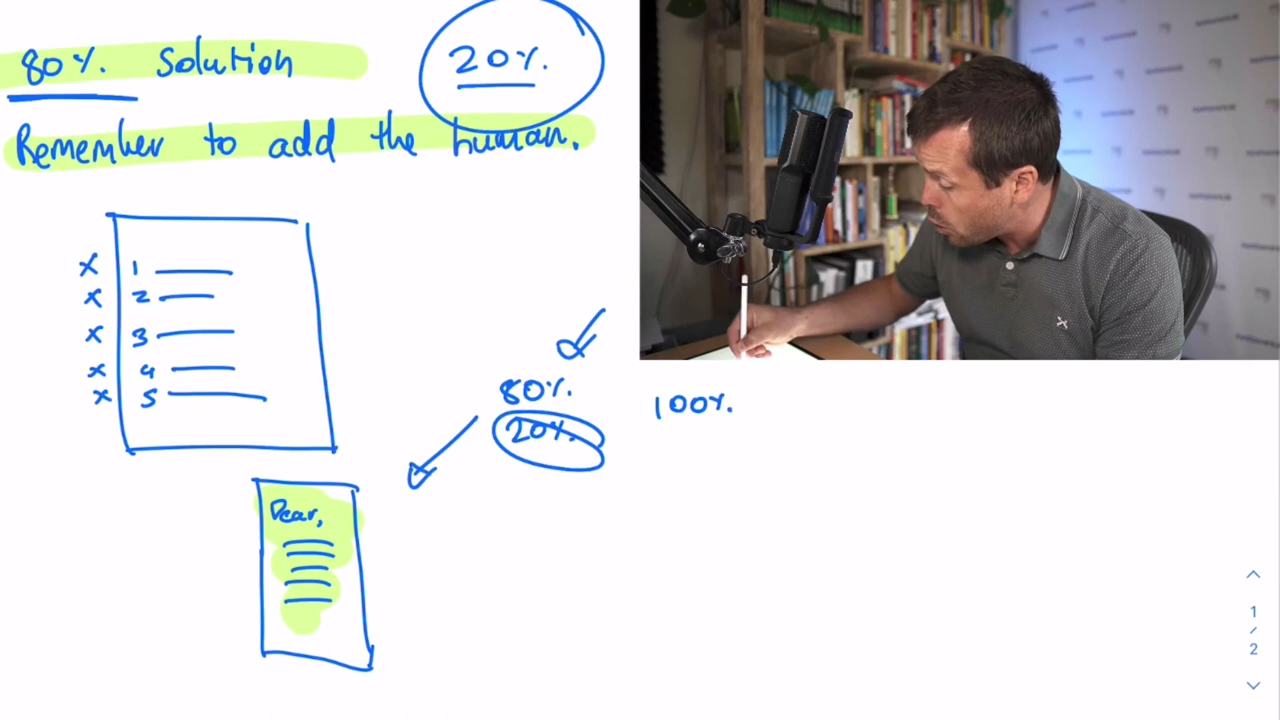 80%. Solution
20%.
Remember to add the human.
x 1
x 2
x 3
x 4
x 5
80%.
20%.
100%.
Dear,
1
/
2